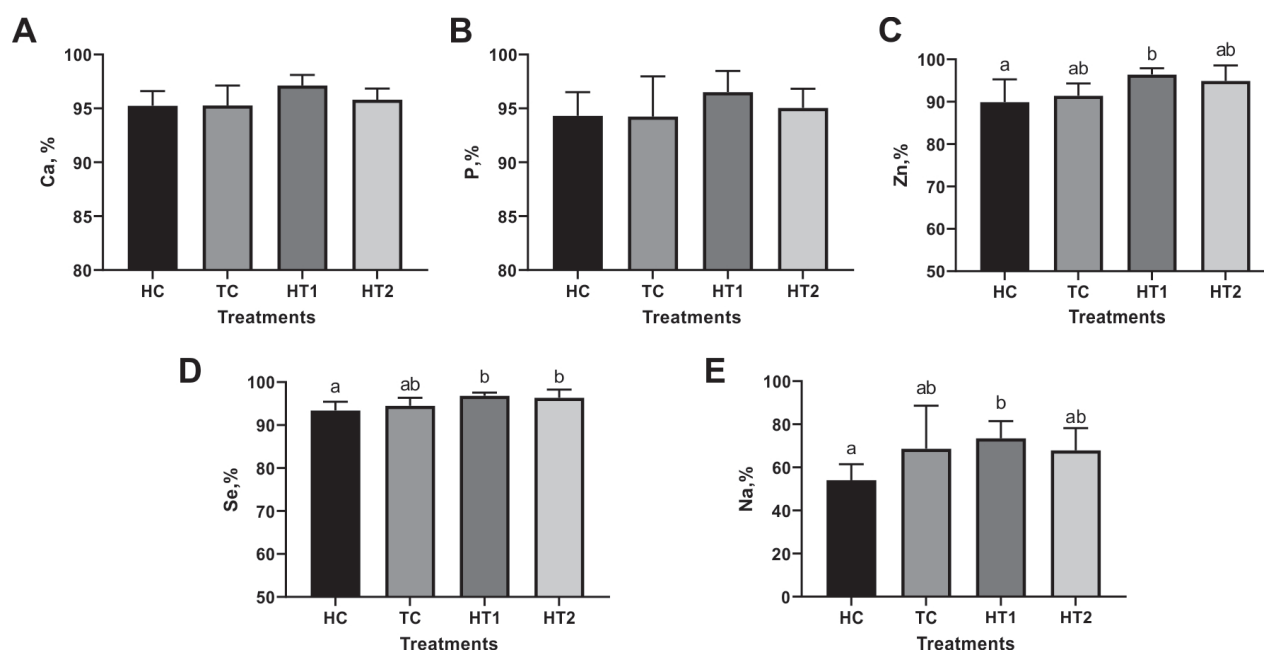 A
Ca, %
100
95
90
85
80
HC TC HT1 HT2
Treatments
B
P,%
100
95
90
85
80
HC TC HT1 HT2
Treatments
C
Zn,%
100
90
80
70
60
50
a ab b ab
HC TC HT1 HT2
Treatments
D
Se,%
100
90
80
70
60
50
a ab b b
HC TC HT1 HT2
Treatments
E
Na,%
100
80
60
40
20
0
a ab b ab
HC TC HT1 HT2
Treatments